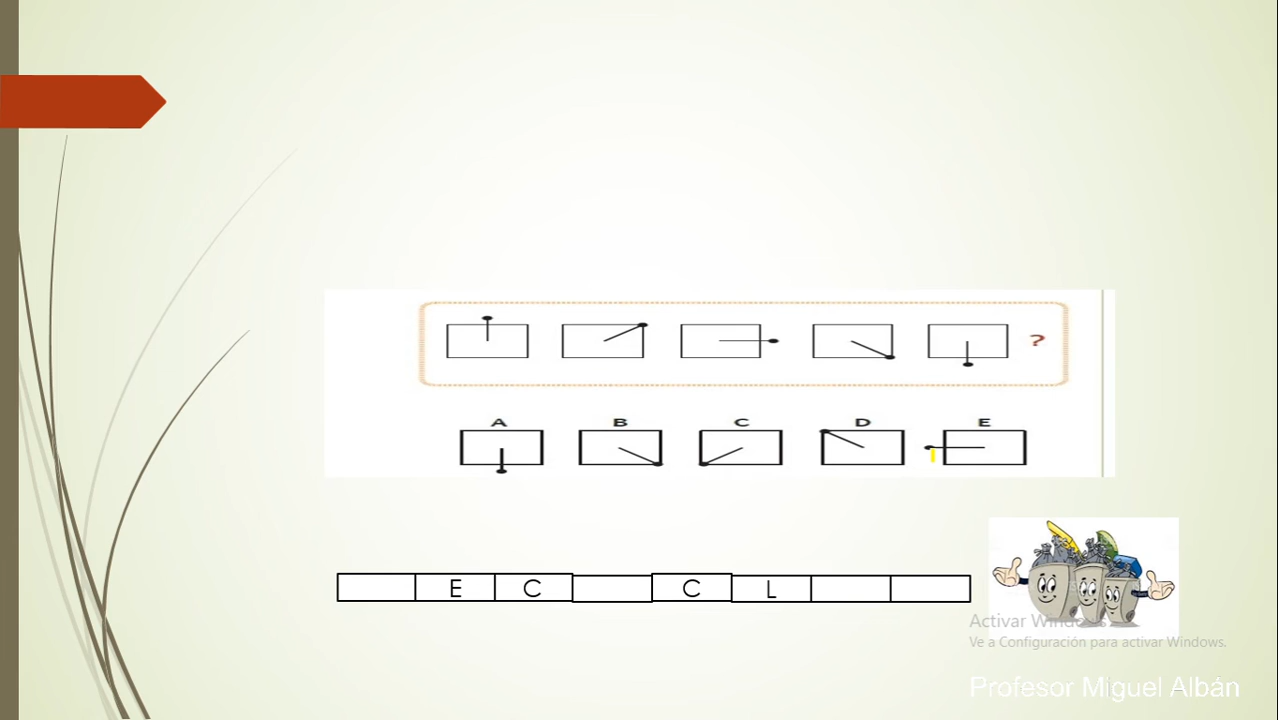 ?
A B C D E
E C C L
Activar Windows
Ve a Configuración para activar Windows.
Profesor Miguel Albán